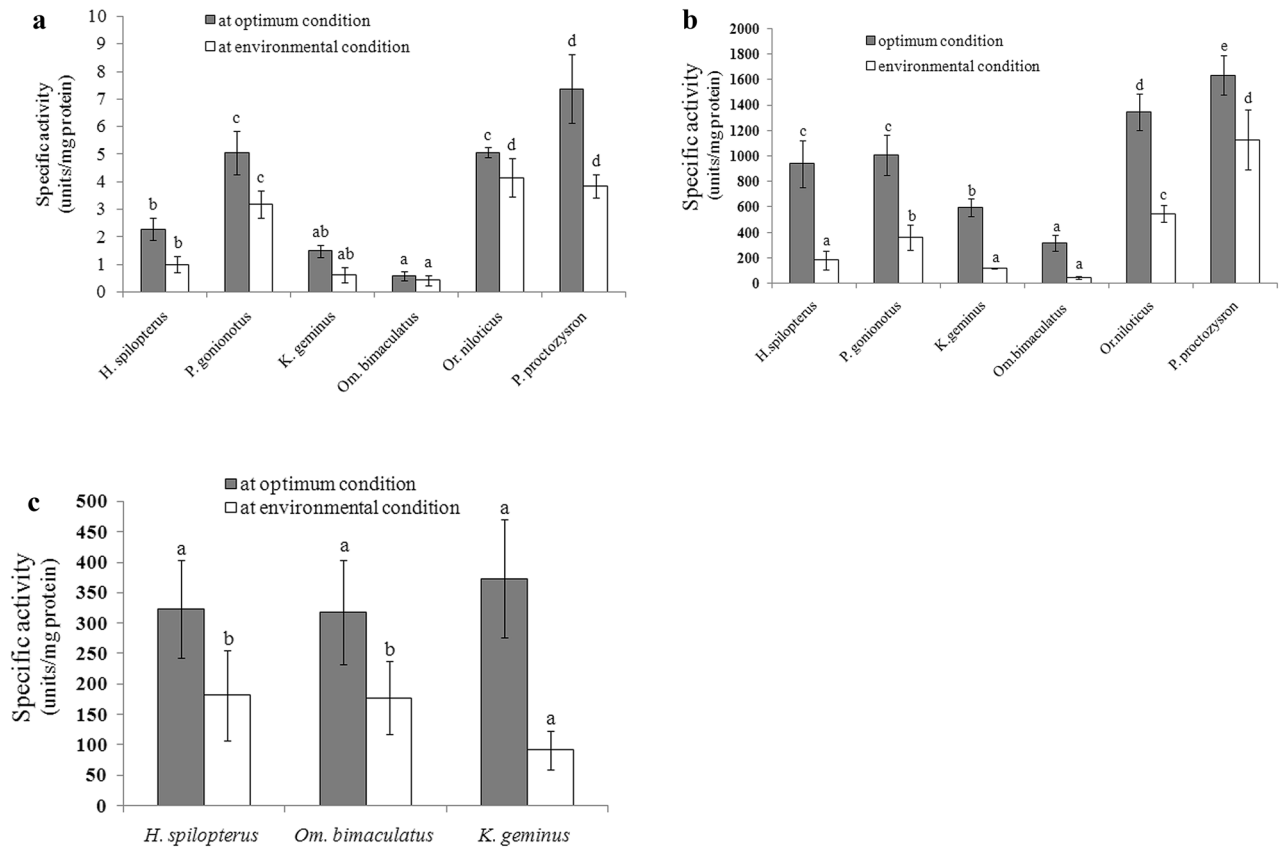 a
at optimum condition
at environmental condition
Specific activity
(units/mg protein)
10
9
8
7
6
5
4
3
2
1
0
b
b
c
c
ab
ab
a
a
c
d
d
d
H. spilopterus
P. gonionotus
K. geminus
Om. bimaculatus
Or. niloticus
P. proctozysron
b
optimum condition
environmental condition
Specific activity
(units/mg protein)
2000
1800
1600
1400
1200
1000
800
600
400
200
0
c
a
c
b
b
a
a
a
d
c
e
d
H. spilopterus
P. gonionotus
K. geminus
Om. bimaculatus
Or. niloticus
P. proctozysron
c
at optimum condition
at environmental condition
Specific activity
(units/mg protein)
500
450
400
350
300
250
200
150
100
50
0
a
b
a
b
a
a
H. spilopterus
Om. bimaculatus
K. geminus